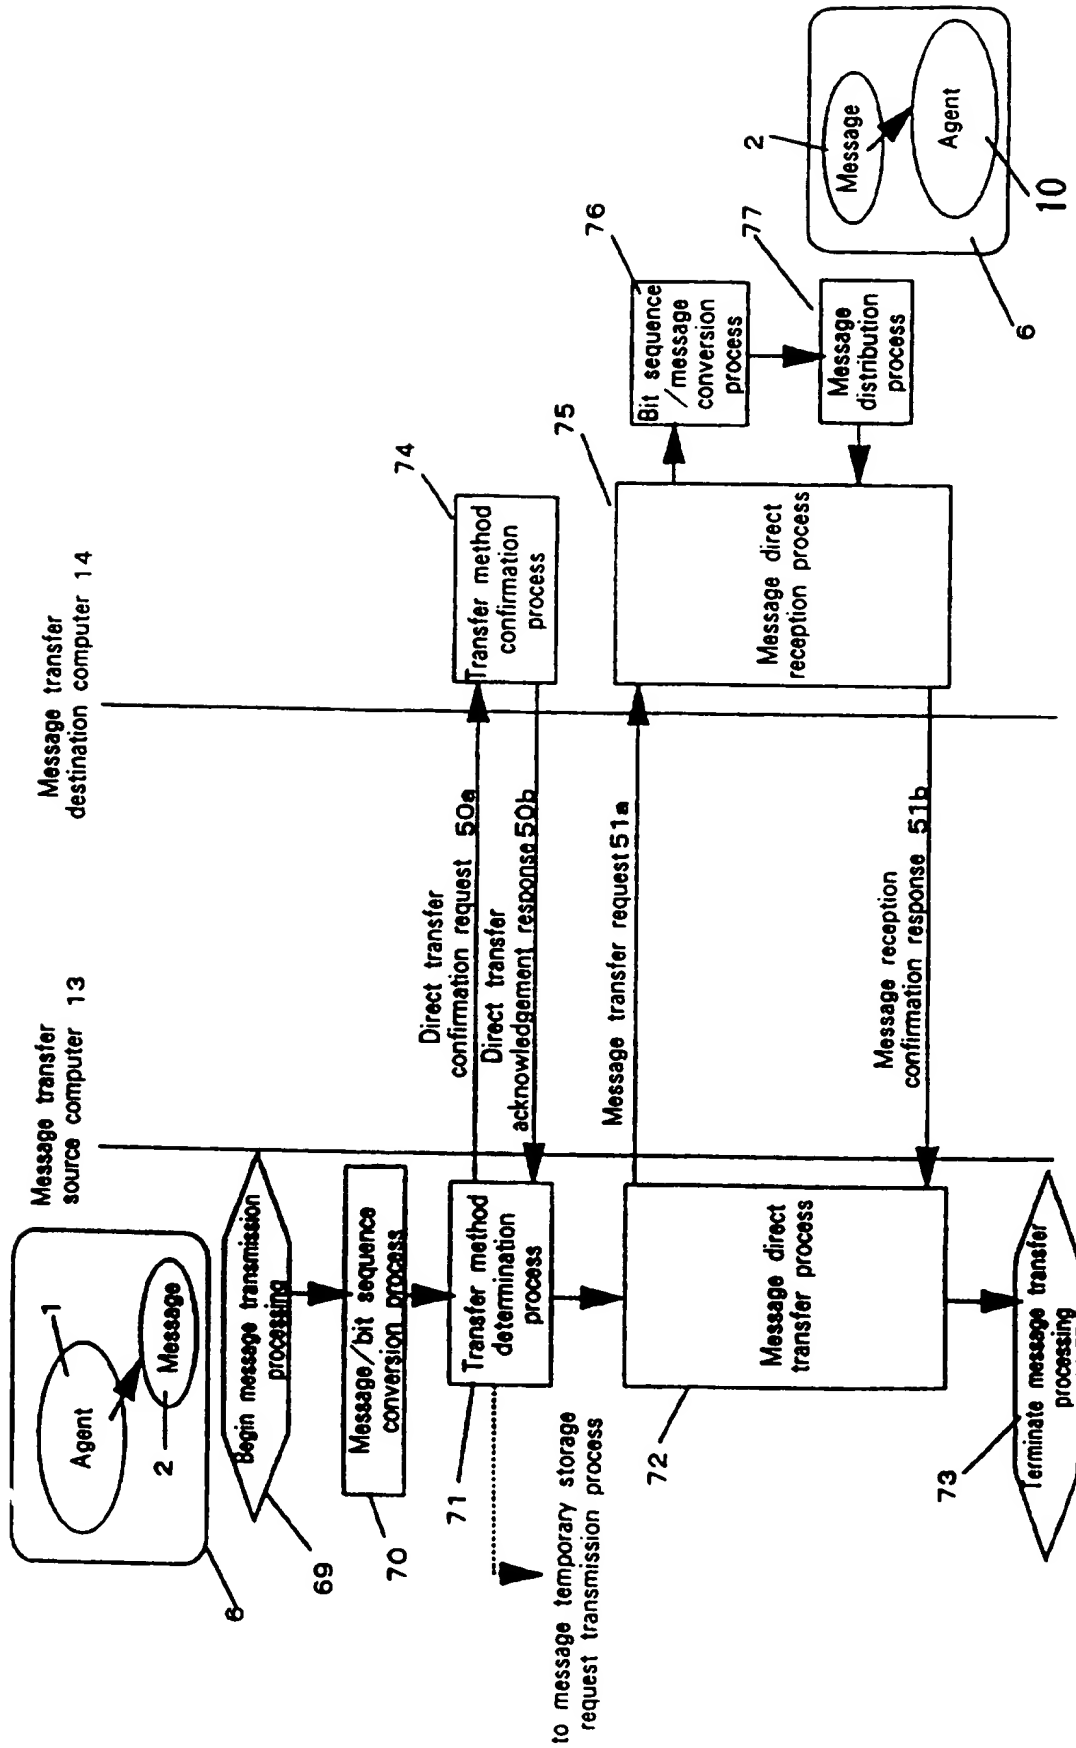 Message transfer
source computer 13
Message transfer
destination computer 14
Agent
1
Message
2
6
Begin message transmission
processing
69
Message/bit sequence
conversion process
70
Transfer method
determination
process
71
to message temporary storage
request transmission process
Message direct
transfer process
72
Terminate message transfer
processing
73
Direct transfer
confirmation request 50a
Direct transfer
acknowledgement response 50b
Message transfer request 51a
Message reception
confirmation response 51b
Transfer method
confirmation
process
74
Message direct
reception process
75
Bit sequence
/message
conversion
process
76
Message
distribution
process
77
Message
2
Agent
10
6